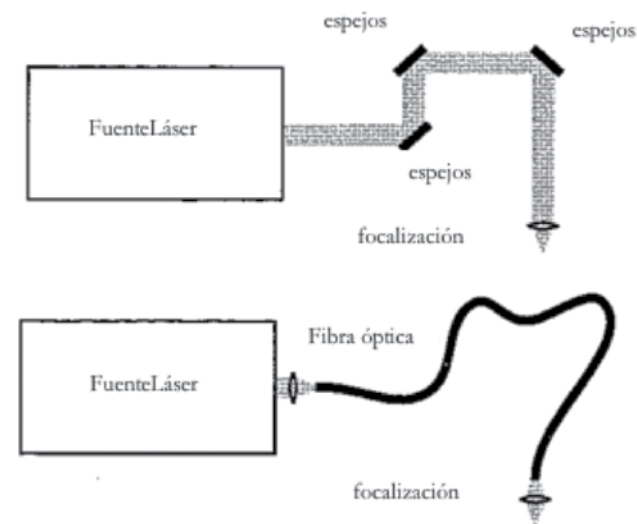 espejos
espejos
FuenteLáser
espejos
focalización
Fibra óptica
FuenteLáser
focalización